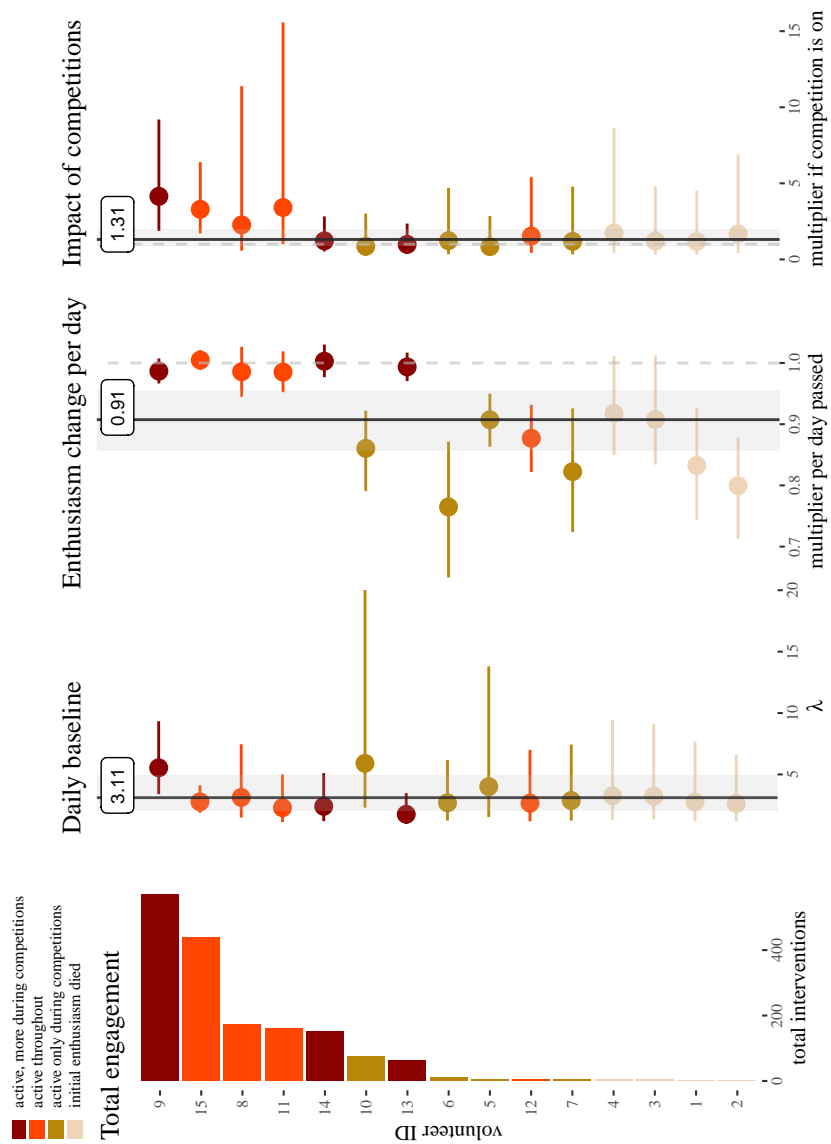 active, more during competitions
active throughout
active only during competitions
initial enthusiasm died
Total engagement
Daily baseline
Enthusiasm change per day
Impact of competitions
3.11
0.91
1.31
9
15
8
11
14
10
13
6
5
12
7
4
3
1
2
volunteer ID
0
200
400
total interventions
5
10
15
20
λ
0.7
0.8
0.9
1.0
multiplier per day passed
0
5
10
15
multiplier if competition is on